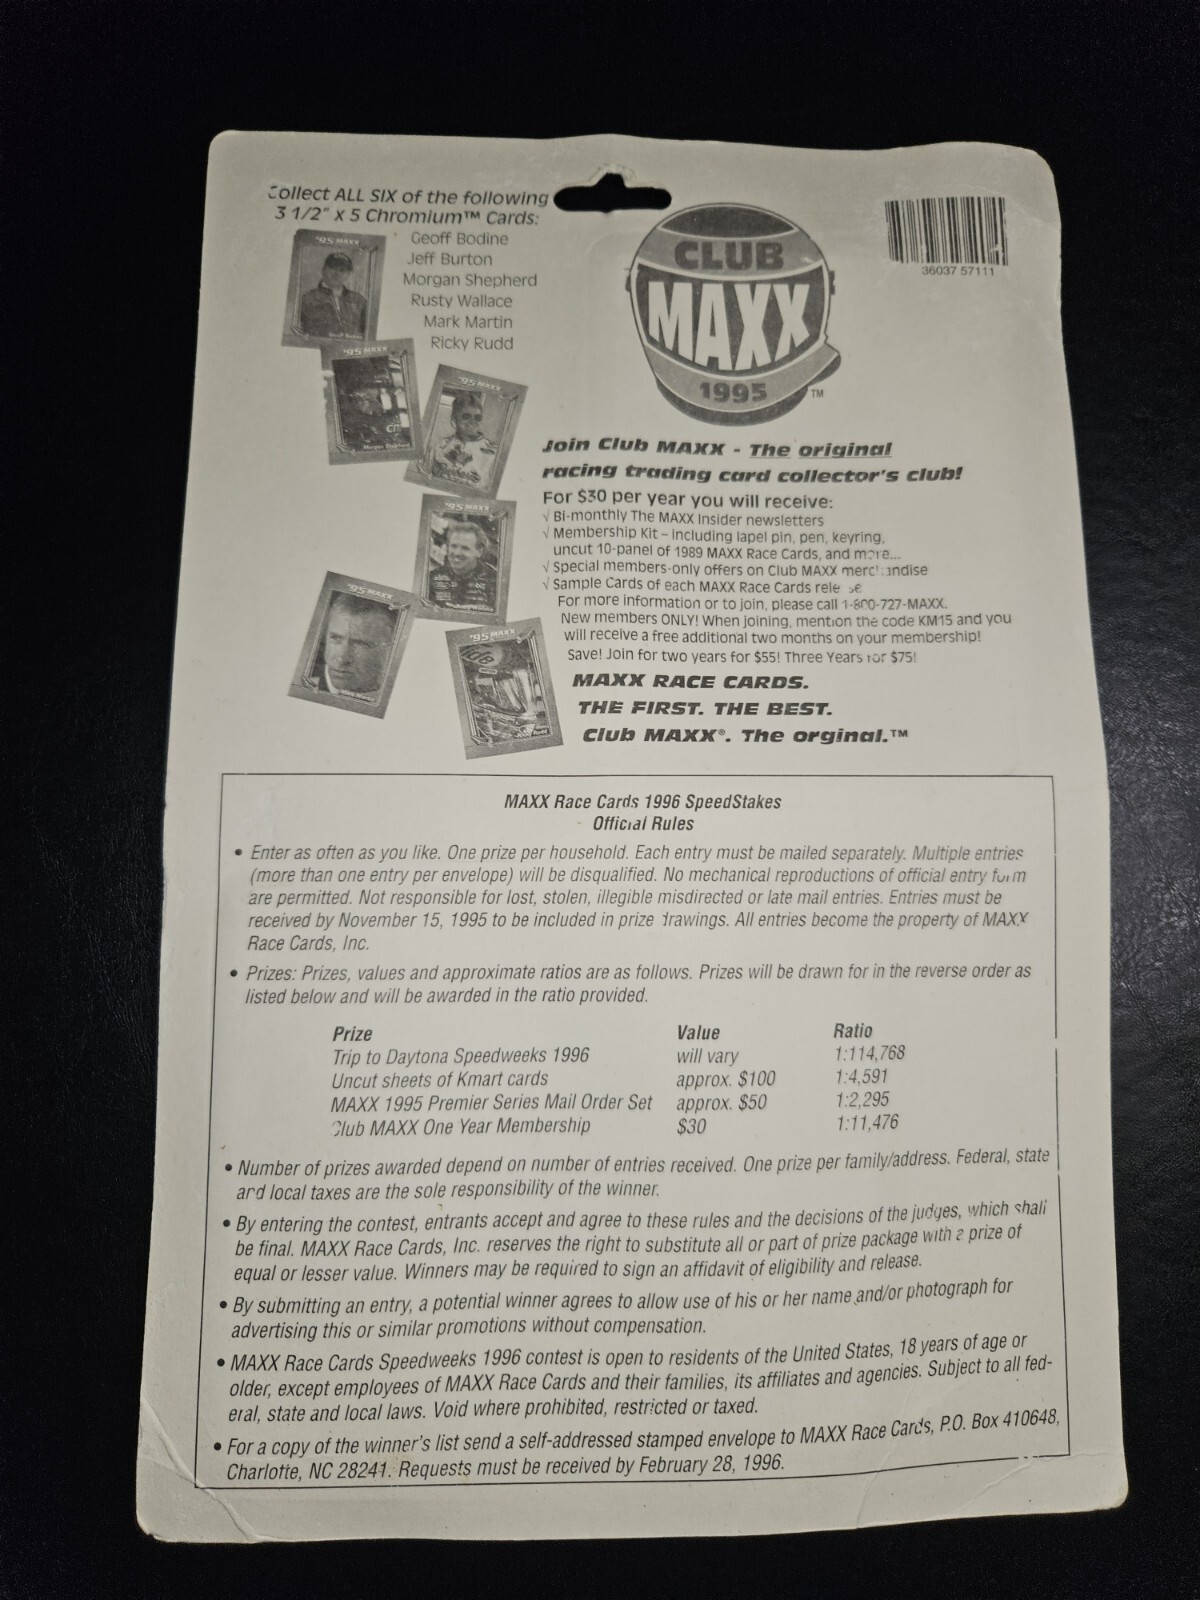 Collect ALL SIX of the following
3 1/2" x 5 Chromium™ Cards:
Geoff Bodine
Jeff Burton
Morgan Shepherd
Rusty Wallace
Mark Martin
Ricky Rudd
'95 MAXX
'95 MAXX
Morgan Shepherd
'95 MAXX
'95 MAXX
'95 MAXX
'95 MAXX
Ricky Rudd
CLUB
MAXX
1995
TM
36037 57111
Join Club MAXX - The original
racing trading card collector's club!
For $30 per year you will receive:
√ Bi-monthly The MAXX Insider newsletters
√ Membership Kit – including lapel pin, pen, keyring,
uncut 10-panel of 1989 MAXX Race Cards, and more...
√ Special members-only offers on Club MAXX merchandise
√ Sample Cards of each MAXX Race Cards release
For more information or to join, please call 1-800-727-MAXX.
New members ONLY! When joining, mention the code KM15 and you
will receive a free additional two months on your membership!
Save! Join for two years for $55! Three Years for $75!
MAXX RACE CARDS.
THE FIRST. THE BEST.
Club MAXX®. The orginal.™
MAXX Race Cards 1996 SpeedStakes
Official Rules
• Enter as often as you like. One prize per household. Each entry must be mailed separately. Multiple entries
(more than one entry per envelope) will be disqualified. No mechanical reproductions of official entry form
are permitted. Not responsible for lost, stolen, illegible misdirected or late mail entries. Entries must be
received by November 15, 1995 to be included in prize drawings. All entries become the property of MAXX
Race Cards, Inc.
• Prizes: Prizes, values and approximate ratios are as follows. Prizes will be drawn for in the reverse order as
listed below and will be awarded in the ratio provided.
Prize Value Ratio
Trip to Daytona Speedweeks 1996 will vary 1:114,768
Uncut sheets of Kmart cards approx. $100 1:4,591
MAXX 1995 Premier Series Mail Order Set approx. $50 1:2,295
Club MAXX One Year Membership $30 1:11,476
• Number of prizes awarded depend on number of entries received. One prize per family/address. Federal, state
and local taxes are the sole responsibility of the winner.
• By entering the contest, entrants accept and agree to these rules and the decisions of the judges, which shall
be final. MAXX Race Cards, Inc. reserves the right to substitute all or part of prize package with a prize of
equal or lesser value. Winners may be required to sign an affidavit of eligibility and release.
• By submitting an entry, a potential winner agrees to allow use of his or her name and/or photograph for
advertising this or similar promotions without compensation.
• MAXX Race Cards Speedweeks 1996 contest is open to residents of the United States, 18 years of age or
older, except employees of MAXX Race Cards and their families, its affiliates and agencies. Subject to all fed-
eral, state and local laws. Void where prohibited, restricted or taxed.
• For a copy of the winner's list send a self-addressed stamped envelope to MAXX Race Cards, P.O. Box 410648,
Charlotte, NC 28241. Requests must be received by February 28, 1996.